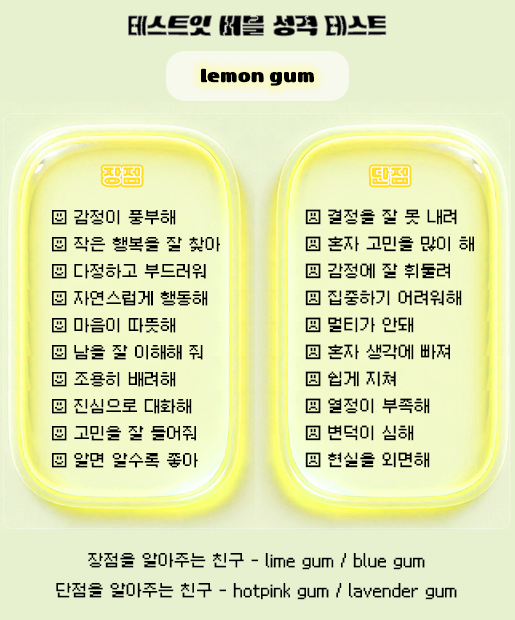 테스트잇 버블 성격 테스트
lemon gum
장점
감정이 풍부해
작은 행복을 잘 찾아
다정하고 부드러워
자연스럽게 행동해
마음이 따뜻해
남을 잘 이해해 줘
조용히 배려해
진심으로 대화해
고민을 잘 들어줘
알면 알수록 좋아
단점
결정을 잘 못 내려
혼자 고민을 많이 해
감정에 잘 휘둘려
집중하기 어려워해
멀티가 안돼
혼자 생각에 빠져
쉽게 지쳐
열정이 부족해
변덕이 심해
현실을 외면해
장점을 알아주는 친구 - lime gum / blue gum
단점을 알아주는 친구 - hotpink gum / lavender gum